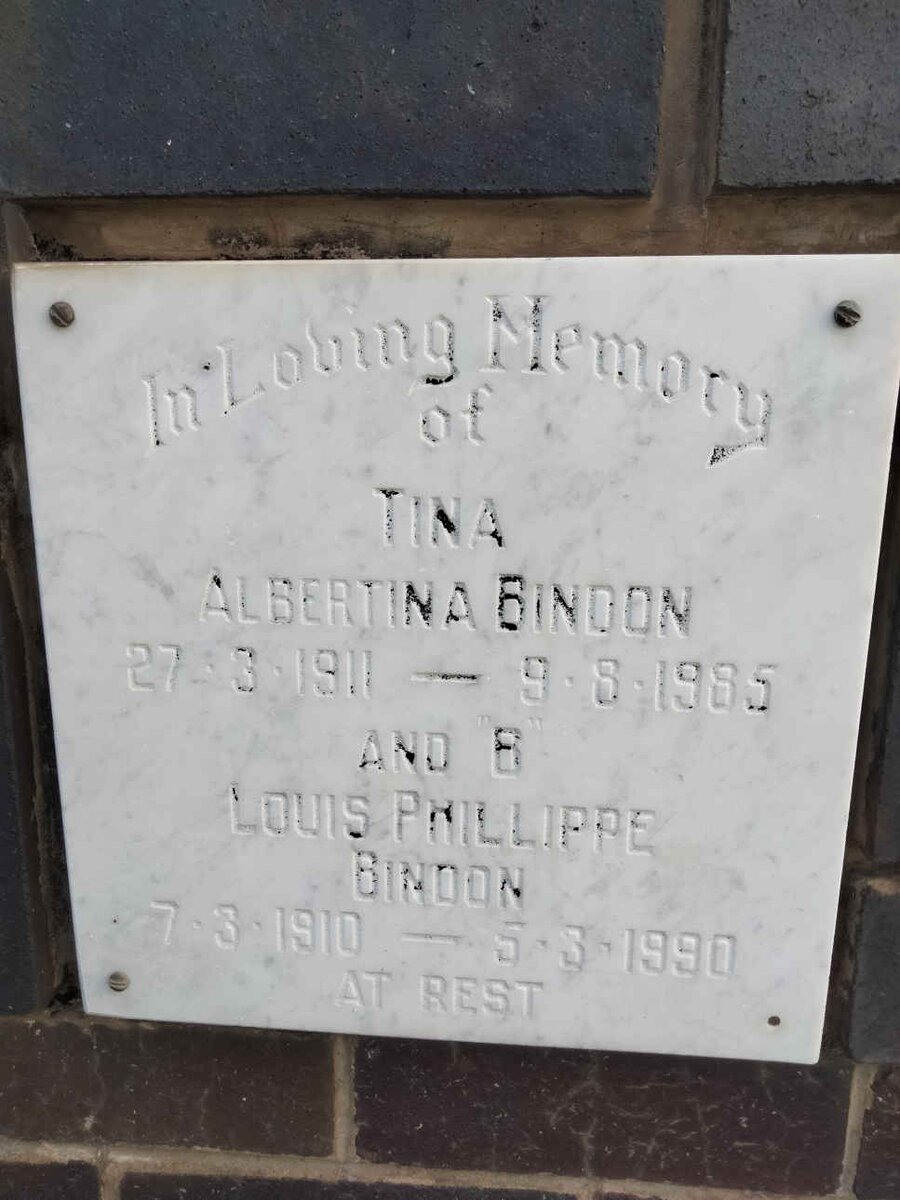 In Loving Memory
of
TINA
ALBERTINA BINDON
27·3·1911 — 9·8·1985
AND "B"
LOUIS PHILLIPPE
BINDON
7·3·1910 — 5·3·1990
AT REST